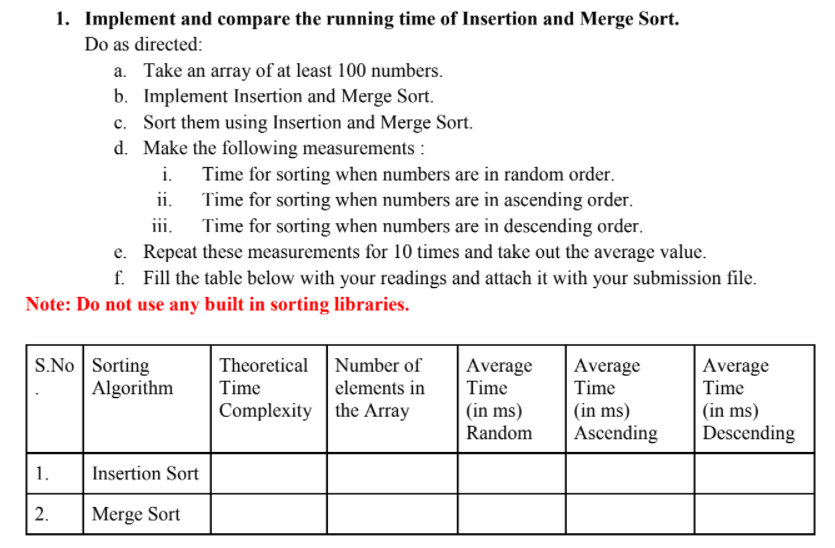 1. Implement and compare the running time of Insertion and Merge Sort.
Do as directed:
a. Take an array of at least 100 numbers.
b. Implement Insertion and Merge Sort.
c. Sort them using Insertion and Merge Sort.
d. Make the following measurements :
i. Time for sorting when numbers are in random order.
ii. Time for sorting when numbers are in ascending order.
iii. Time for sorting when numbers are in descending order.
e. Repeat these measurements for 10 times and take out the average value.
f. Fill the table below with your readings and attach it with your submission file.
Note: Do not use any built in sorting libraries.
S.No Sorting Theoretical Number of Average Average Average
. Algorithm Time elements in Time Time Time
Complexity the Array (in ms) (in ms) (in ms)
Random Ascending Descending
1. Insertion Sort
2. Merge Sort